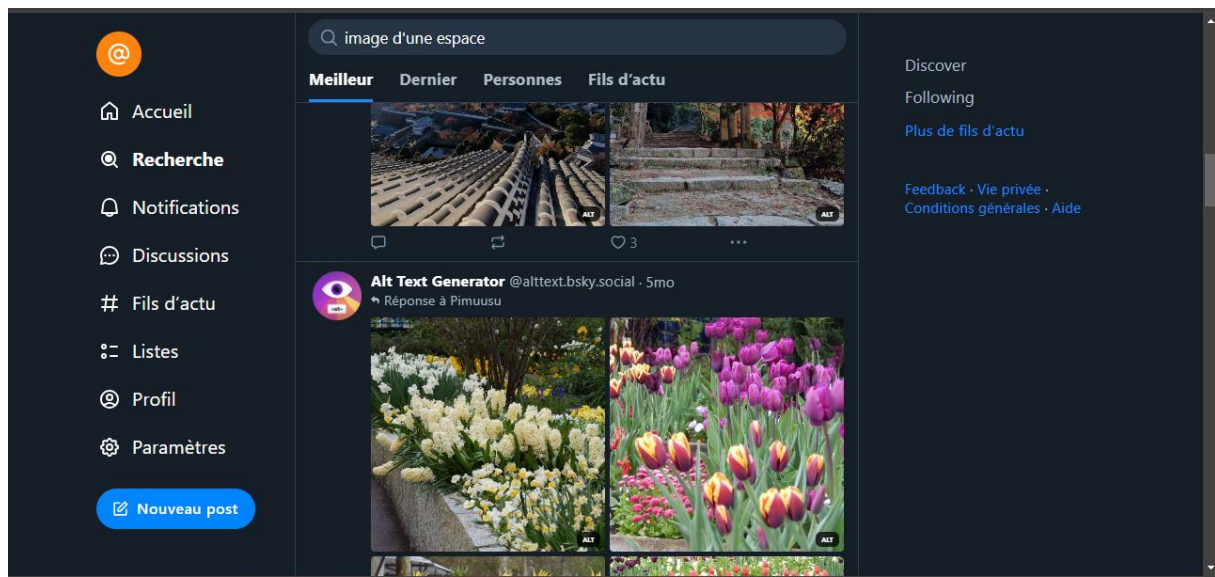 @
Accueil
Recherche
Notifications
Discussions
Fils d'actu
Listes
Profil
Paramètres
Nouveau post
image d'une espace
Meilleur Dernier Personnes Fils d'actu
ALT ALT
3
Alt Text Generator @alttext.bsky.social · 5mo
Réponse à Pimuusu
ALT ALT
Discover
Following
Plus de fils d'actu
Feedback · Vie privée ·
Conditions générales · Aide